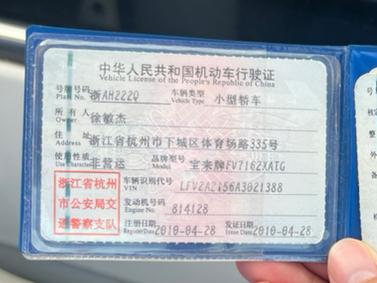 中华人民共和国机动车行驶证
Vehicle License of the People's Republic of China
号牌号码 浙AH222Q 车辆类型 小型轿车
Plate No. Vehicle Type
所有人 徐敏杰
Owner
住址 浙江省杭州市下城区体育场路335号
Address
使用性质 非营运 品牌型号 宝来牌FV7162XATG
Use Character Model
浙江省杭州
市公安局交
通警察支队
车辆识别代号 LFV2A2156A3021388
VIN
发动机号码 814128
Engine No.
注册日期 2010-04-28 发证日期 2010-04-28
Register Date Issue Date